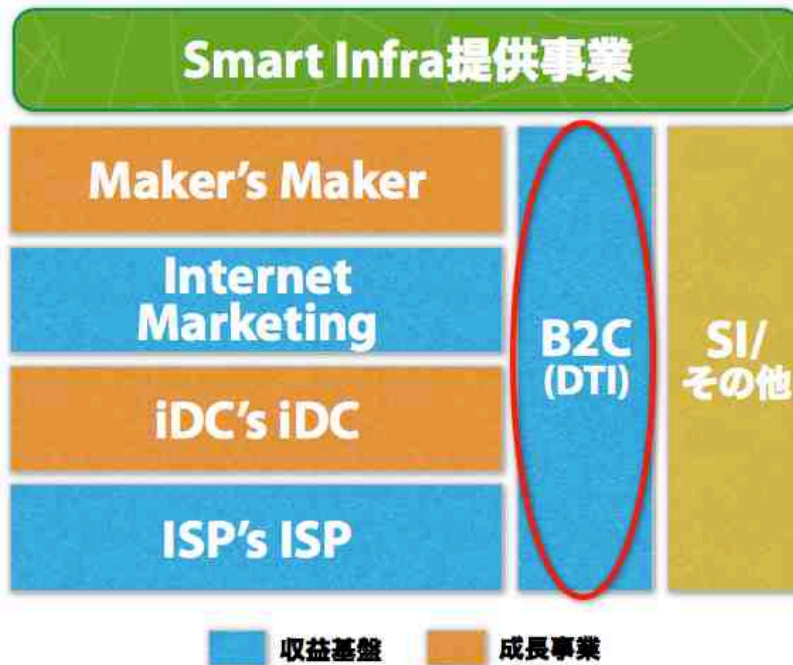 Smart Infra提供事業
Maker's Maker
Internet
Marketing
iDC's iDC
ISP's ISP
B2C
(DTI)
SI/
その他
収益基盤
成長事業